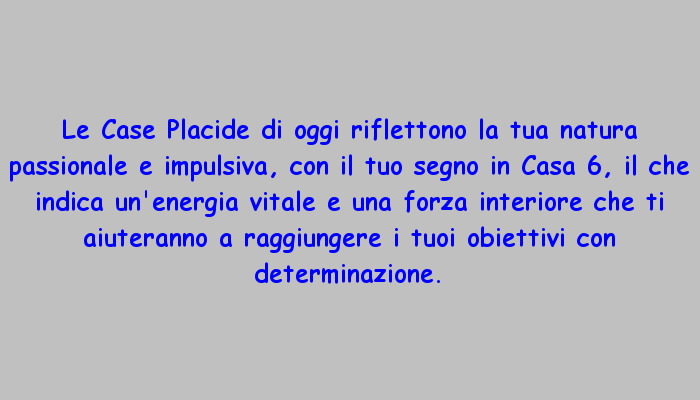 Le Case Placide di oggi riflettono la tua natura
passionale e impulsiva, con il tuo segno in Casa 6, il che
indica un'energia vitale e una forza interiore che ti
aiuteranno a raggiungere i tuoi obiettivi con
determinazione.